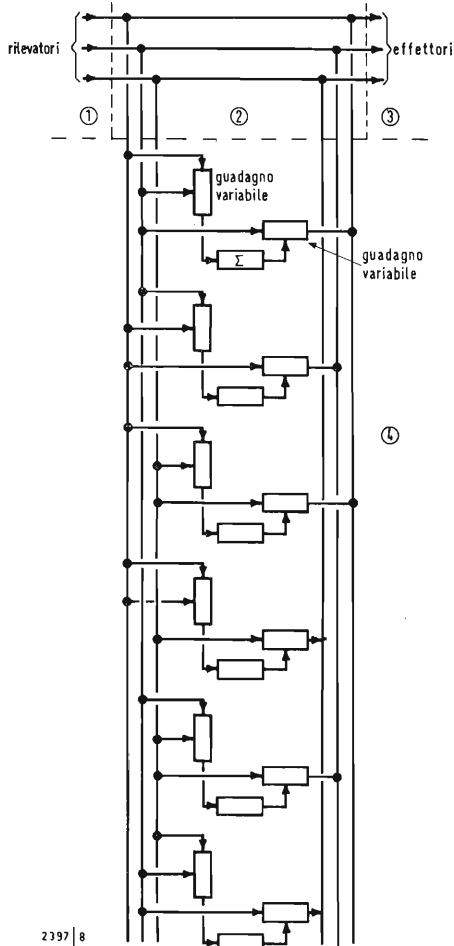 rilevatori
effettori
①
②
③
guadagno
variabile
Σ
guadagno
variabile
④
2397|8